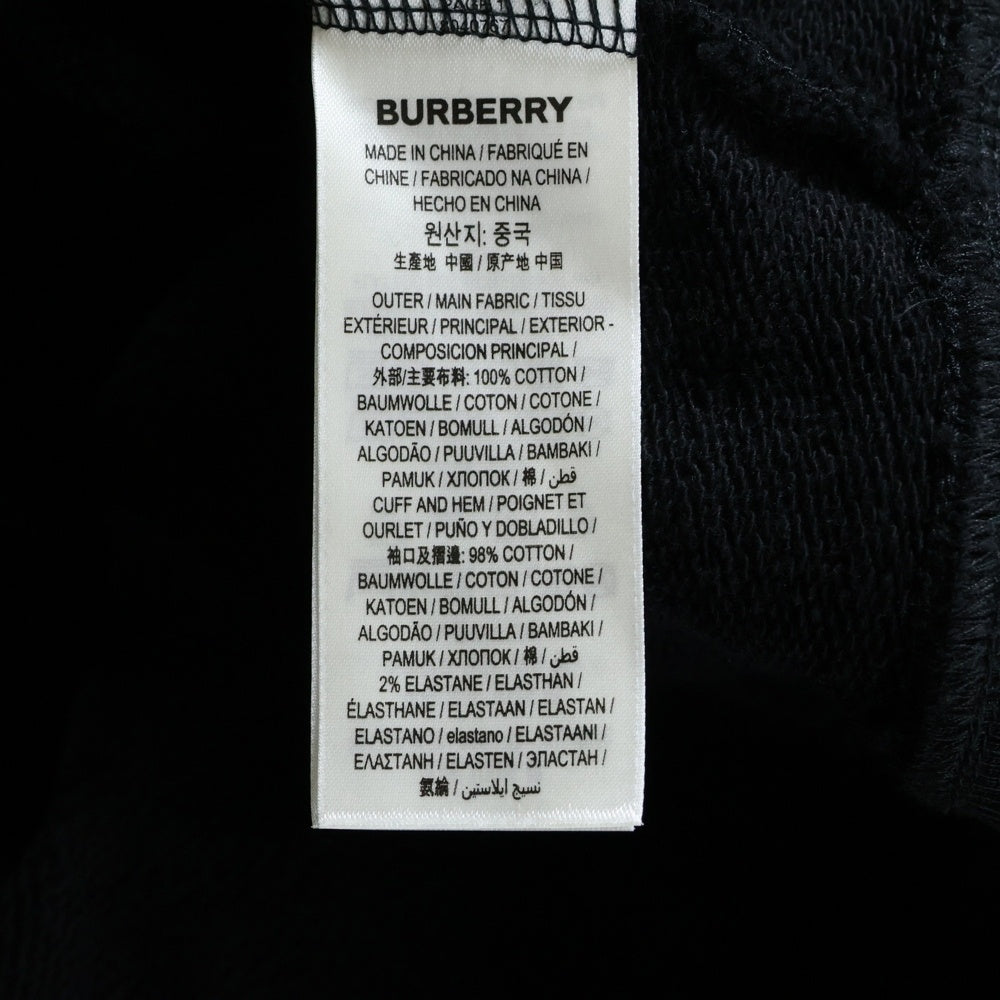 BURBERRY
MADE IN CHINA / FABRIQUÉ EN
CHINE / FABRICADO NA CHINA /
HECHO EN CHINA
원산지: 중국
生產地 中國 / 原产地 中国
OUTER / MAIN FABRIC / TISSU
EXTÉRIEUR / PRINCIPAL / EXTERIOR -
COMPOSICION PRINCIPAL /
外部/主要布料: 100% COTTON /
BAUMWOLLE / COTON / COTONE /
KATOEN / BOMULL / ALGODÓN /
ALGODÃO / PUUVILLA / BAMBAKI /
PAMUK / ХЛОПОК / 棉 / قطن
CUFF AND HEM / POIGNET ET
OURLET / PUÑO Y DOBLADILLO /
袖口及摺邊: 98% COTTON /
BAUMWOLLE / COTON / COTONE /
KATOEN / BOMULL / ALGODÓN /
ALGODÃO / PUUVILLA / BAMBAKI /
PAMUK / ХЛОПОК / 棉 / قطن
2% ELASTANE / ELASTHAN /
ÉLASTHANE / ELASTAAN / ELASTAN /
ELASTANO / elastano / ELASTAANI /
ΕΛΑΣΤΑΝΗ / ELASTEN / ЭЛАСТАН /
氨綸 / نسيج ايلاستين